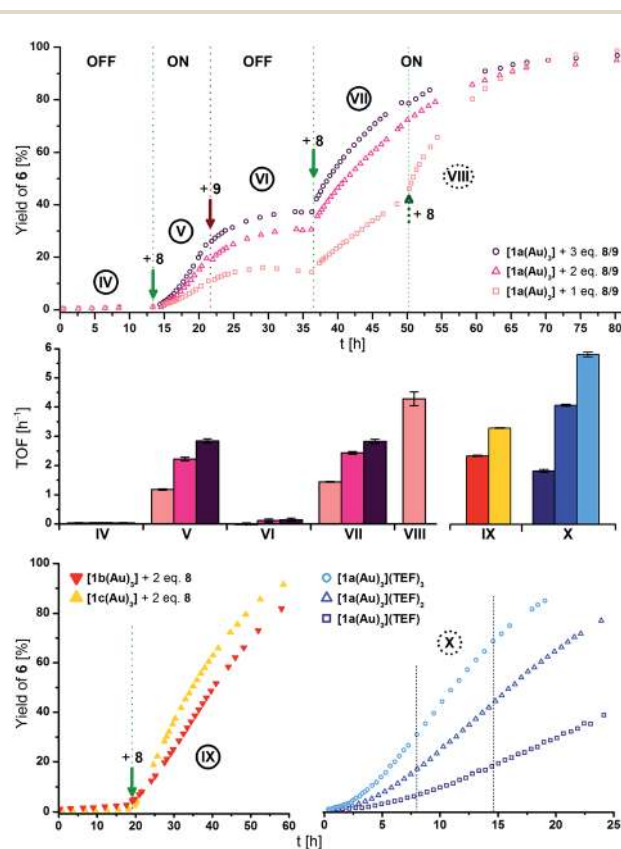 OFF ON OFF ON
100
80
60
40
20
0
Yield of 6 [%]
+ 8
+ 9
+ 8
+ 8
IV
V
VI
VII
VIII
[1a(Au)₃] + 3 eq. 8/9
[1a(Au)₃] + 2 eq. 8/9
[1a(Au)₃] + 1 eq. 8/9
0 5 10 15 20 25 30 35 40 45 50 55 60 65 70 75 80
t [h]
6
5
4
3
2
1
0
TOF [h⁻¹]
IV V VI VII VIII IX X
100
80
60
40
20
0
Yield of 6 [%]
[1b(Au)₃] + 2 eq. 8
[1c(Au)₃] + 2 eq. 8
+ 8
IX
0 10 20 30 40 50 60
t [h]
[1a(Au)₃](TEF)₃
[1a(Au)₃](TEF)₂
[1a(Au)₃](TEF)
X
0 5 10 15 20 25
t [h]